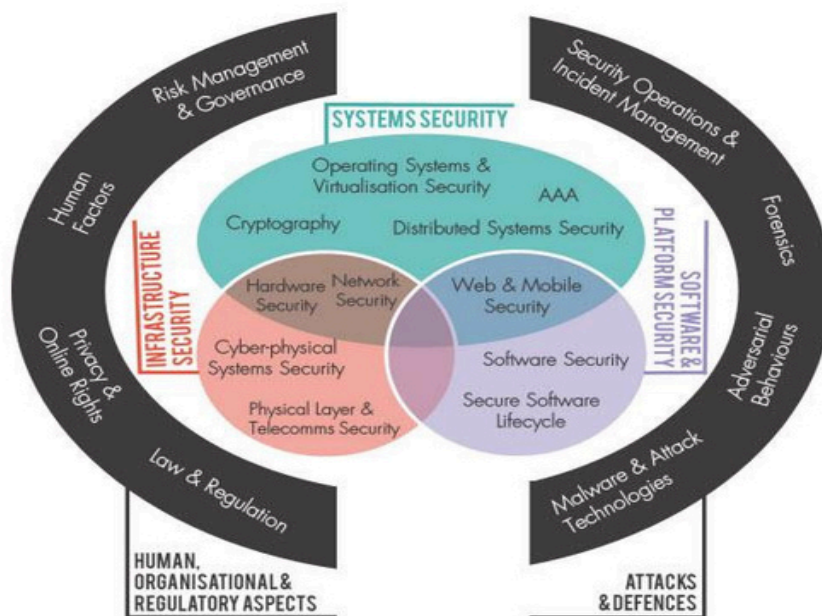 Risk Management
& Governance
Human
Factors
Privacy &
Online Rights
Law & Regulation
HUMAN,
ORGANISATIONAL &
REGULATORY ASPECTS
SYSTEMS SECURITY
Operating Systems &
Virtualisation Security
AAA
Cryptography
Distributed Systems Security
INFRASTRUCTURE
SECURITY
Hardware
Security
Network
Security
Web & Mobile
Security
Cyber-physical
Systems Security
Physical Layer &
Telecomms Security
Software Security
Secure Software
Lifecycle
SOFTWARE &
PLATFORM SECURITY
Security Operations &
Incident Management
Forensics
Adversarial
Behaviours
Malware & Attack
Technologies
ATTACKS
& DEFENCES